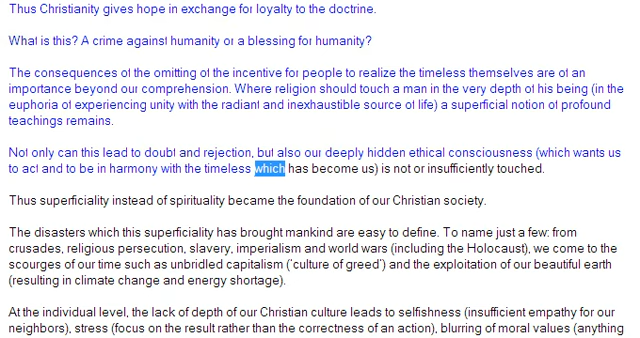 Thus Christianity gives hope in exchange for loyalty to the doctrine.
What is this? A crime against humanity or a blessing for humanity?
The consequences of the omitting of the incentive for people to realize the timeless themselves are of an
importance beyond our comprehension. Where religion should touch a man in the very depth of his being (in the
euphoria of experiencing unity with the radiant and inexhaustible source of life) a superficial notion of profound
teachings remains.
Not only can this lead to doubt and rejection, but also our deeply hidden ethical consciousness (which wants us
to act and to be in harmony with the timeless which has become us) is not or insufficiently touched.
Thus superficiality instead of spirituality became the foundation of our Christian society.
The disasters which this superficiality has brought mankind are easy to define. To name just a few: from
crusades, religious persecution, slavery, imperialism and world wars (including the Holocaust), we come to the
scourges of our time such as unbridled capitalism ('culture of greed') and the exploitation of our beautiful earth
(resulting in climate change and energy shortage).
At the individual level, the lack of depth of our Christian culture leads to selfishness (insufficient empathy for our
neighbors), stress (focus on the result rather than the correctness of an action), blurring of moral values (anything